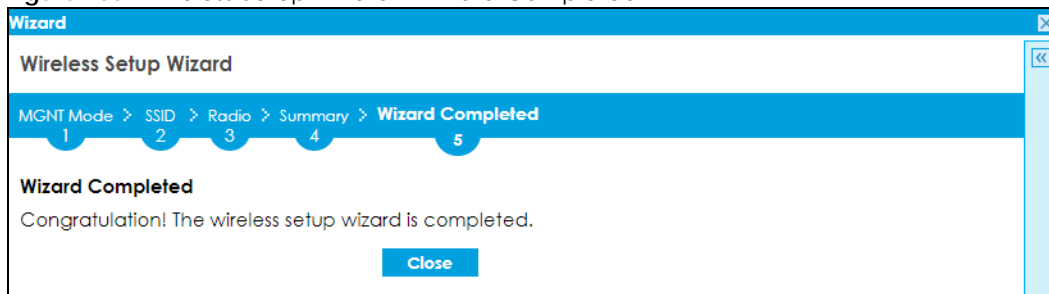 Wizard
Wireless Setup Wizard
MGNT Mode > SSID > Radio > Summary > Wizard Completed
1 2 3 4 5
Wizard Completed
Congratulation! The wireless setup wizard is completed.
Close